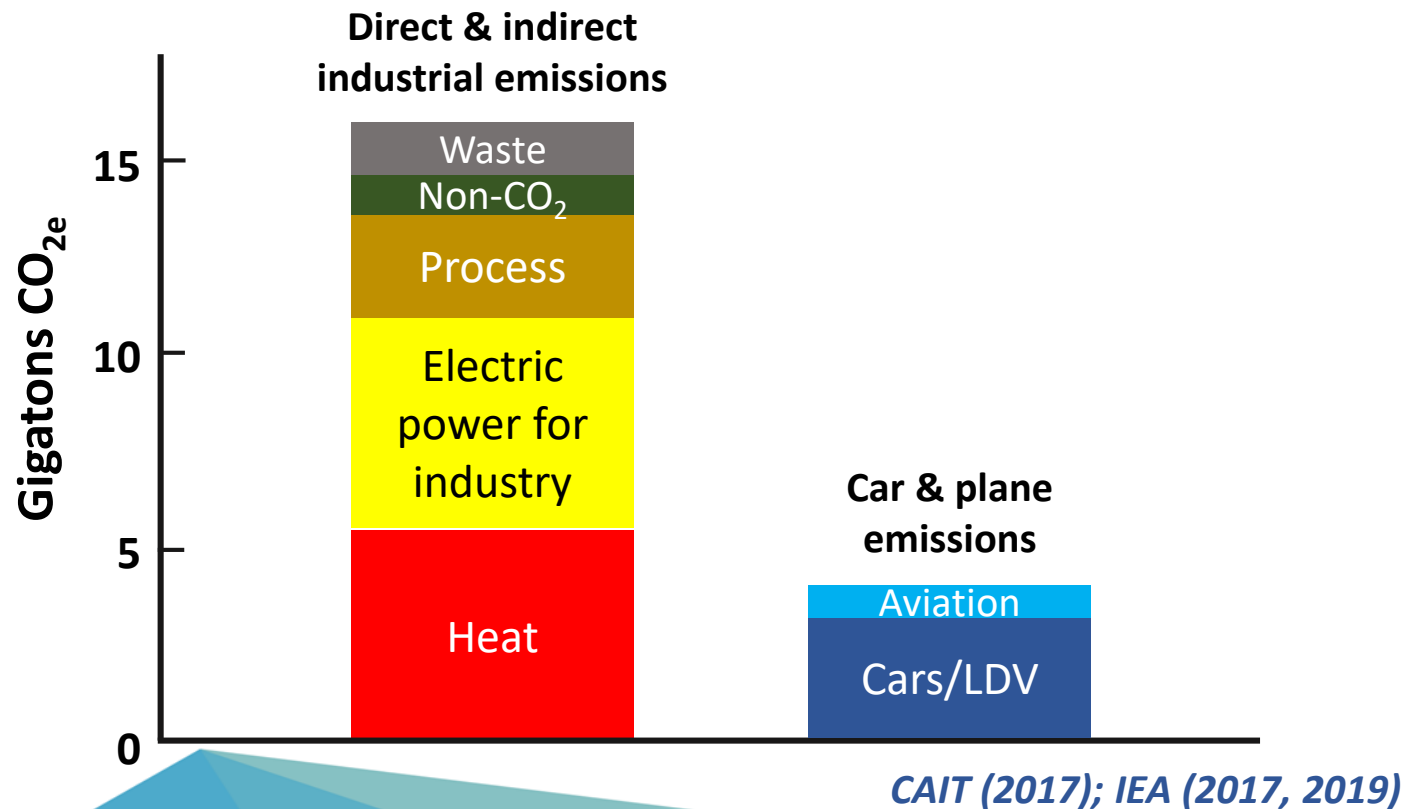 Direct & indirect
industrial emissions
Gigatons CO2e
15
10
5
0
Waste
Non-CO2
Process
Electric
power for
industry
Heat
Car & plane
emissions
Aviation
Cars/LDV
CAIT (2017); IEA (2017, 2019)